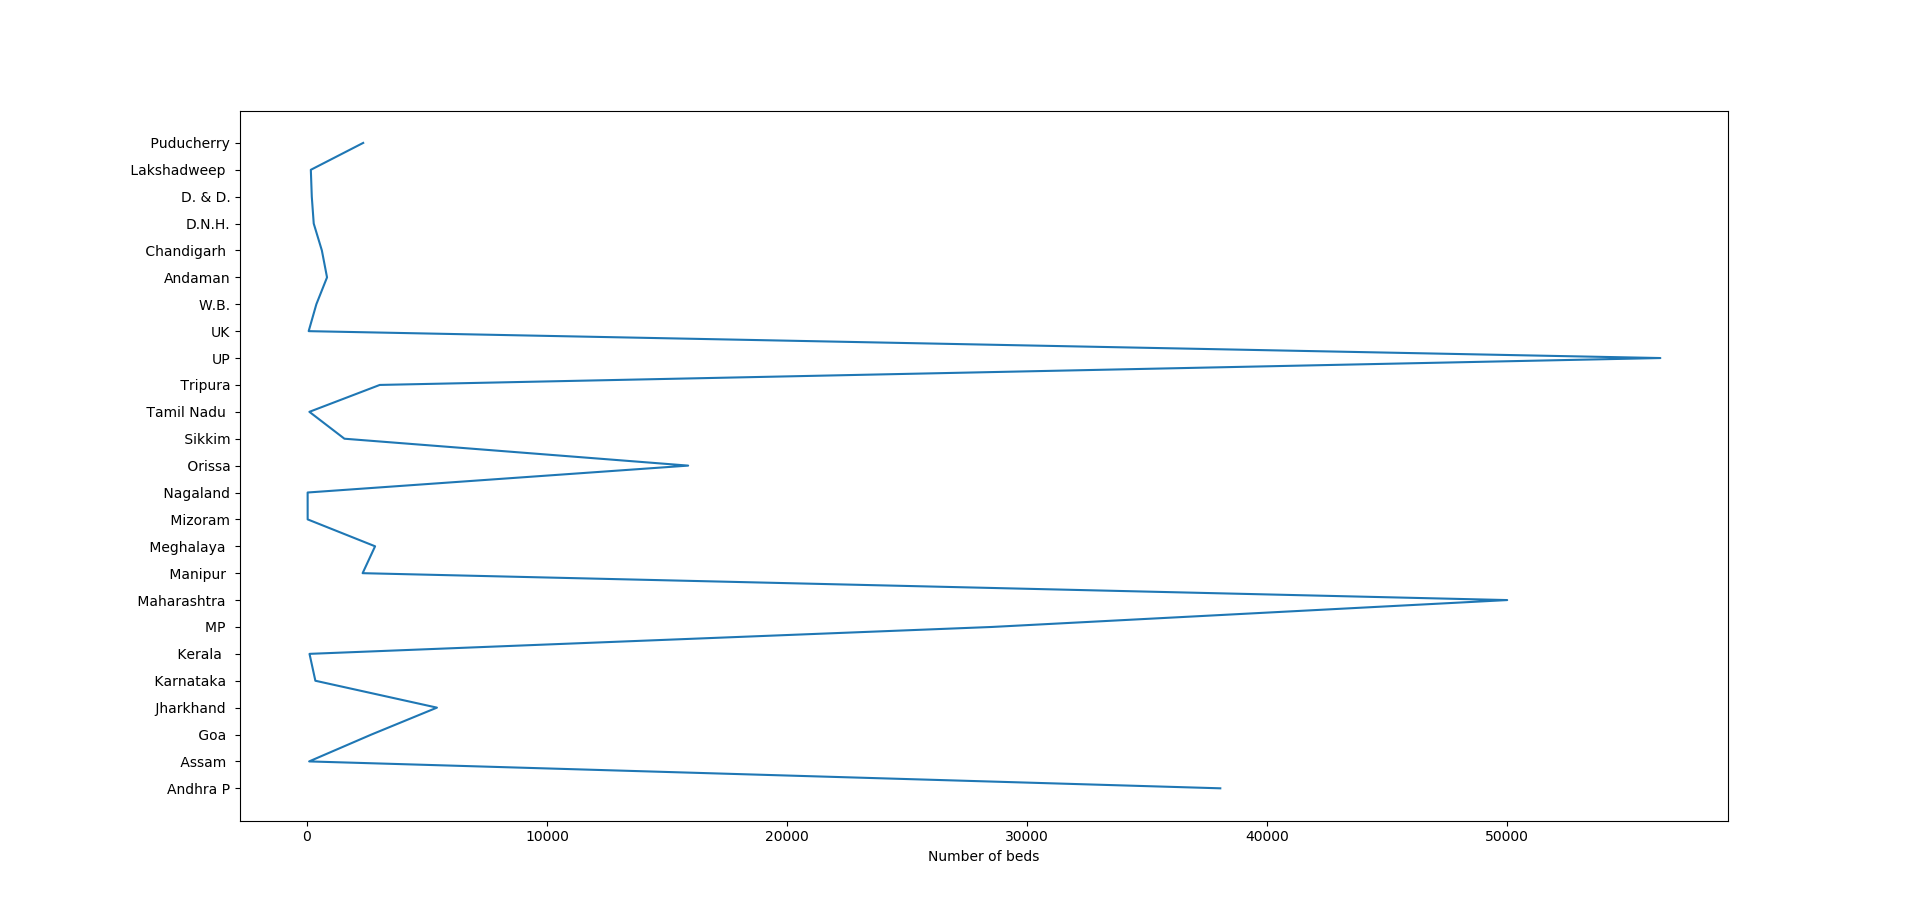 Puducherry
Lakshadweep
D. & D.
D.N.H.
Chandigarh
Andaman
W.B.
UK
UP
Tripura
Tamil Nadu
Sikkim
Orissa
Nagaland
Mizoram
Meghalaya
Manipur
Maharashtra
MP
Kerala
Karnataka
Jharkhand
Goa
Assam
Andhra P
0 10000 20000 30000 40000 50000
Number of beds